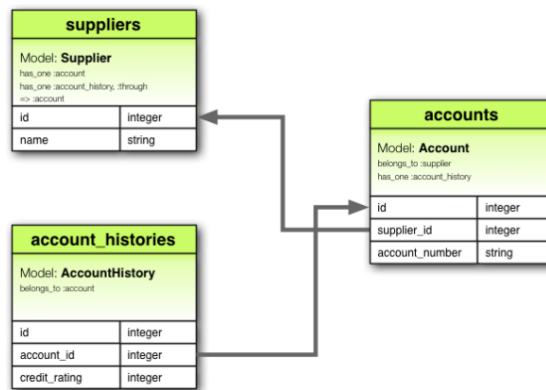 suppliers
Model: Supplier
has_one :account
has_one :account_history, :through
=> :account
id integer
name string
accounts
Model: Account
belongs_to :supplier
has_one :account_history
id integer
supplier_id integer
account_number string
account_histories
Model: AccountHistory
belongs_to :account
id integer
account_id integer
credit_rating integer